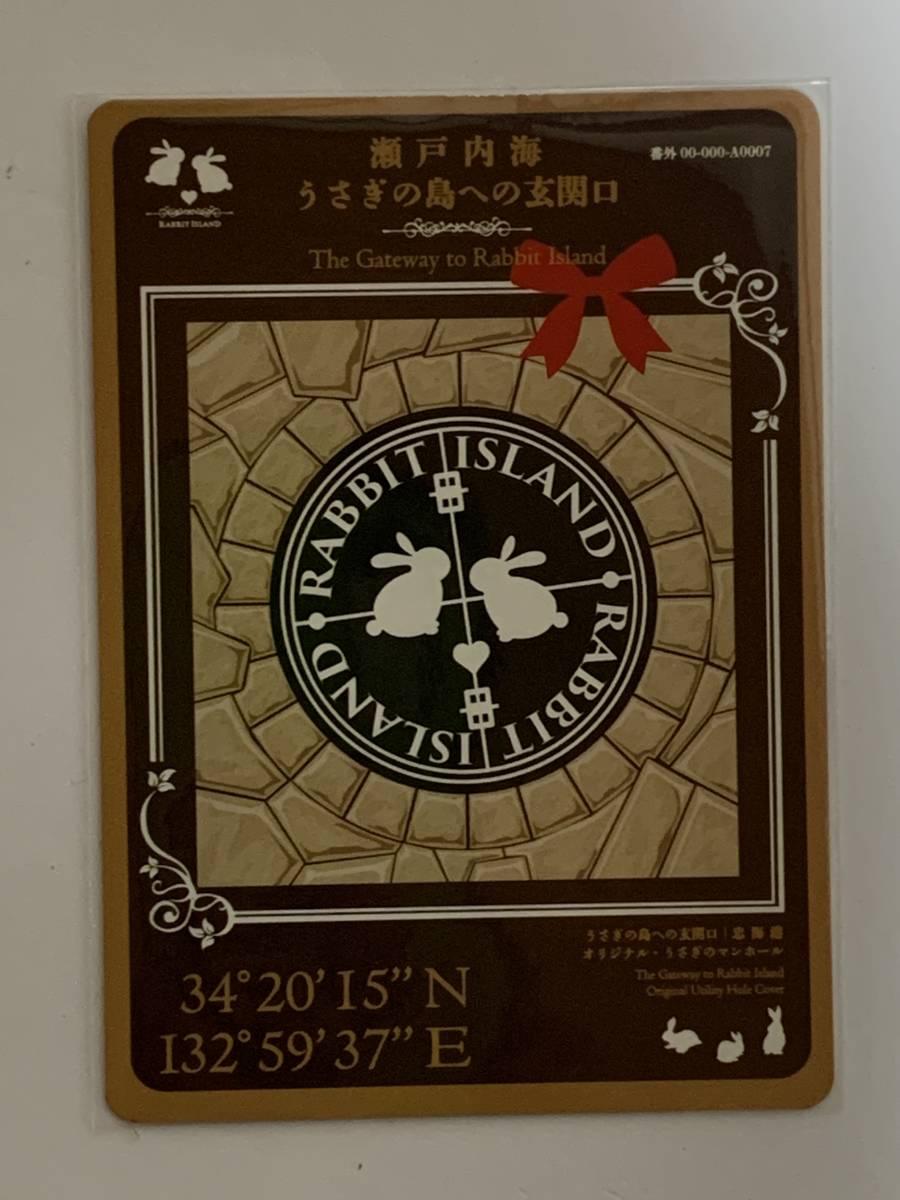 瀬戸内海
うさぎの島への玄関口
The Gateway to Rabbit Island
番外 00-000-A0007
RABBIT ISLAND
RABBIT ISLAND
RABBIT ISLAND
うさぎの島への玄関口｜忠海港
オリジナル・うさぎのマンホール
The Gateway to Rabbit Island
Original Utility Hole Cover
34°20’15”N
132°59’37”E